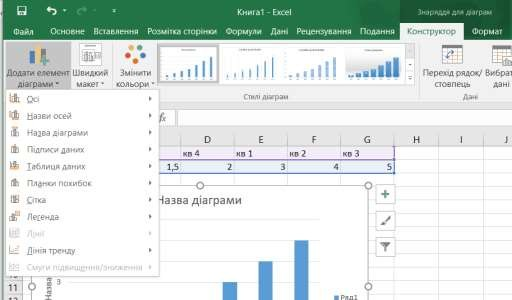 Книга1 - Excel
Знаряддя для діаграм
Файл Основне Вставлення Розмітка сторінки Формули Дані Рецензування Подання Конструктор Формат
Додати елемент діаграми
Швидкий макет
Змінити кольори
Стилі діаграм
Перехід рядок/стовпець
Вибрати дані
Дані
Осі
Назви осей
Назва діаграми
Підписи даних
Таблиця даних
Планки похибок
Сітка
Легенда
Лінії
Лінія тренду
Смуги підвищення/зниження
fx
D E F G H I J
кв 4 кв 1 кв 2 кв 3
1,5 2 3 4 5
Назва діаграми
3
Ряд1
10
11